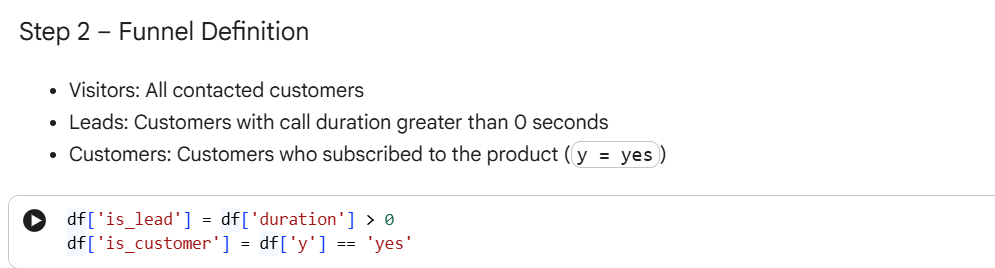 Step 2 – Funnel Definition
• Visitors: All contacted customers
• Leads: Customers with call duration greater than 0 seconds
• Customers: Customers who subscribed to the product (y = yes)
df['is_lead'] = df['duration'] > 0
df['is_customer'] = df['y'] == 'yes'